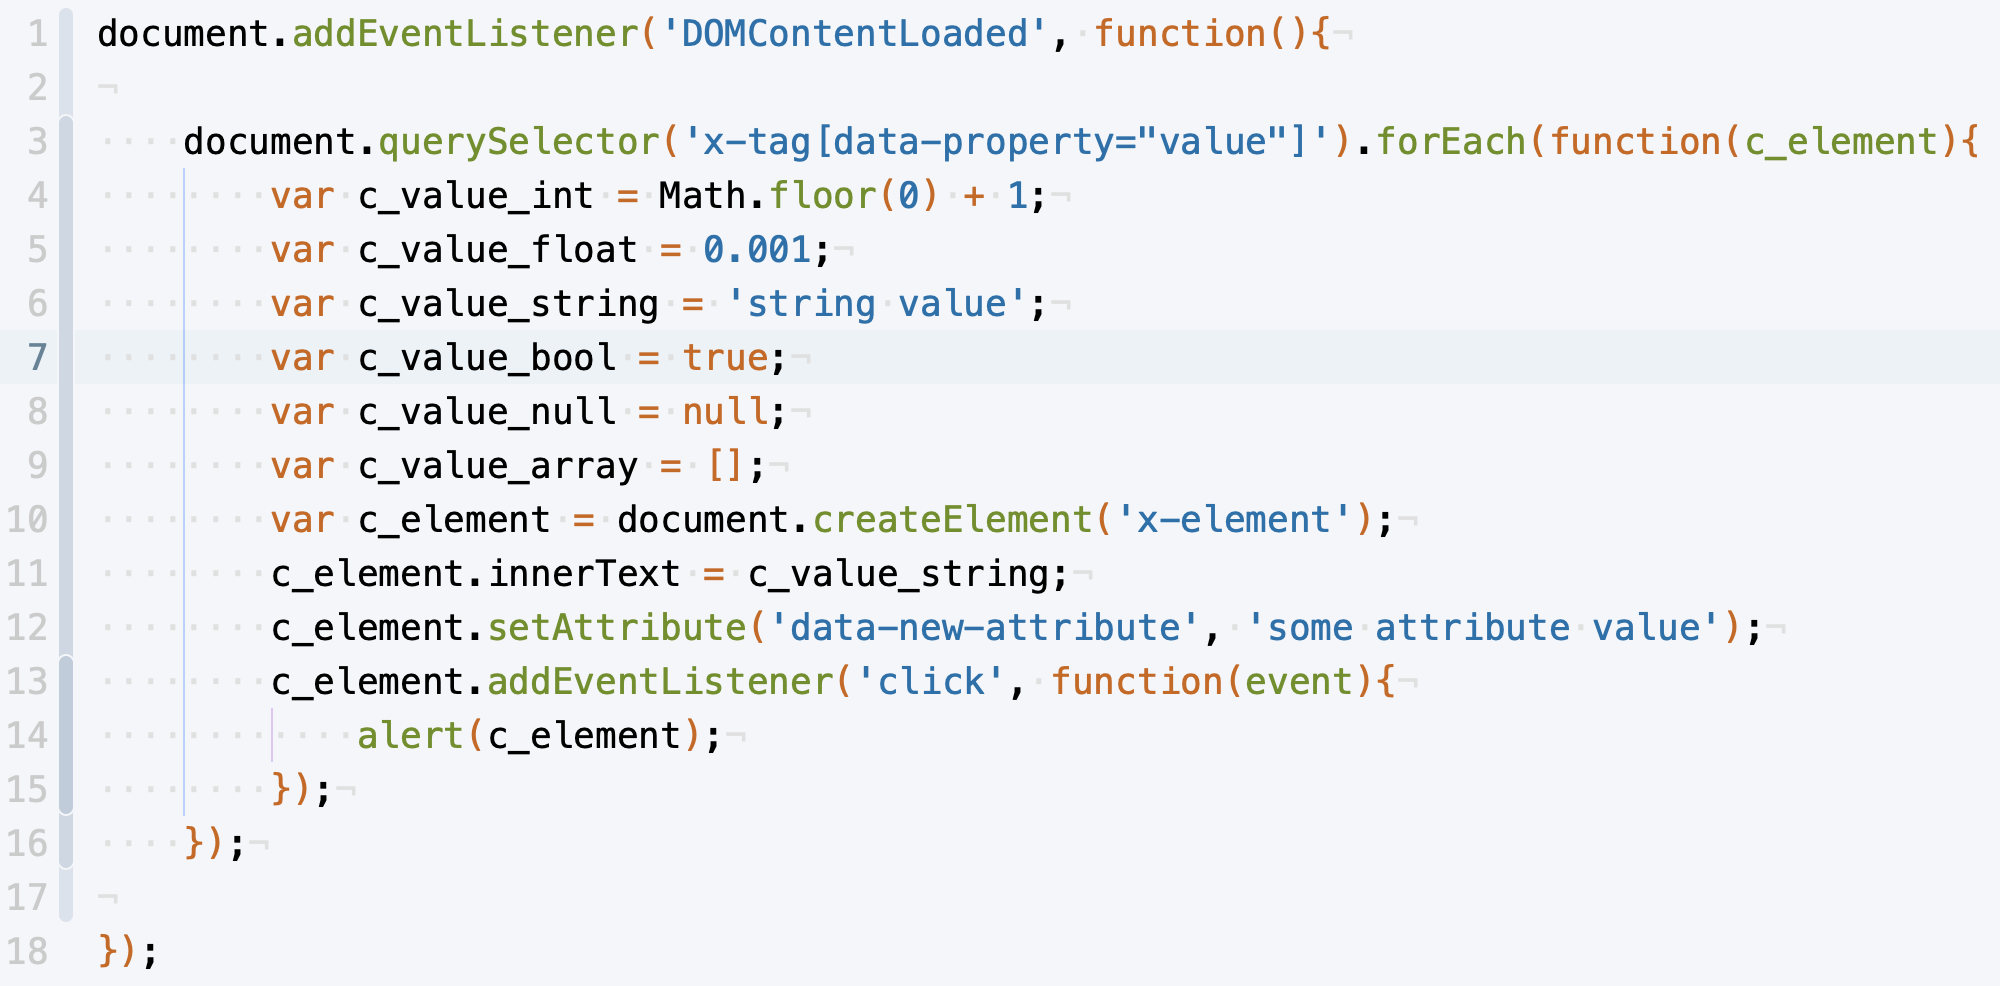 1 document.addEventListener('DOMContentLoaded', function(){¬
2 ¬
3     document.querySelector('x-tag[data-property="value"]').forEach(function(c_element){
4         var c_value_int = Math.floor(0) + 1;¬
5         var c_value_float = 0.001;¬
6         var c_value_string = 'string value';¬
7         var c_value_bool = true;¬
8         var c_value_null = null;¬
9         var c_value_array = [];¬
10         var c_element = document.createElement('x-element');¬
11         c_element.innerText = c_value_string;¬
12         c_element.setAttribute('data-new-attribute', 'some attribute value');¬
13         c_element.addEventListener('click', function(event){¬
14             alert(c_element);¬
15         });¬
16     });¬
17 ¬
18 });